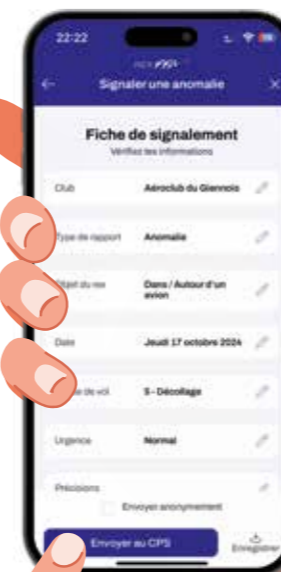 22:22
Signaler une anomalie
Fiche de signalement
Vérifiez les informations
Club Aéroclub du Giennois
Type de rapport Anomalie
Objet du Dans / Autour d'un
avion
Date Jeudi 17 octobre 2024
de vol 5 - Décollage
Urgence Normal
Précisions
Envoyer anonymement
Envoyer au CPS Enregistrer